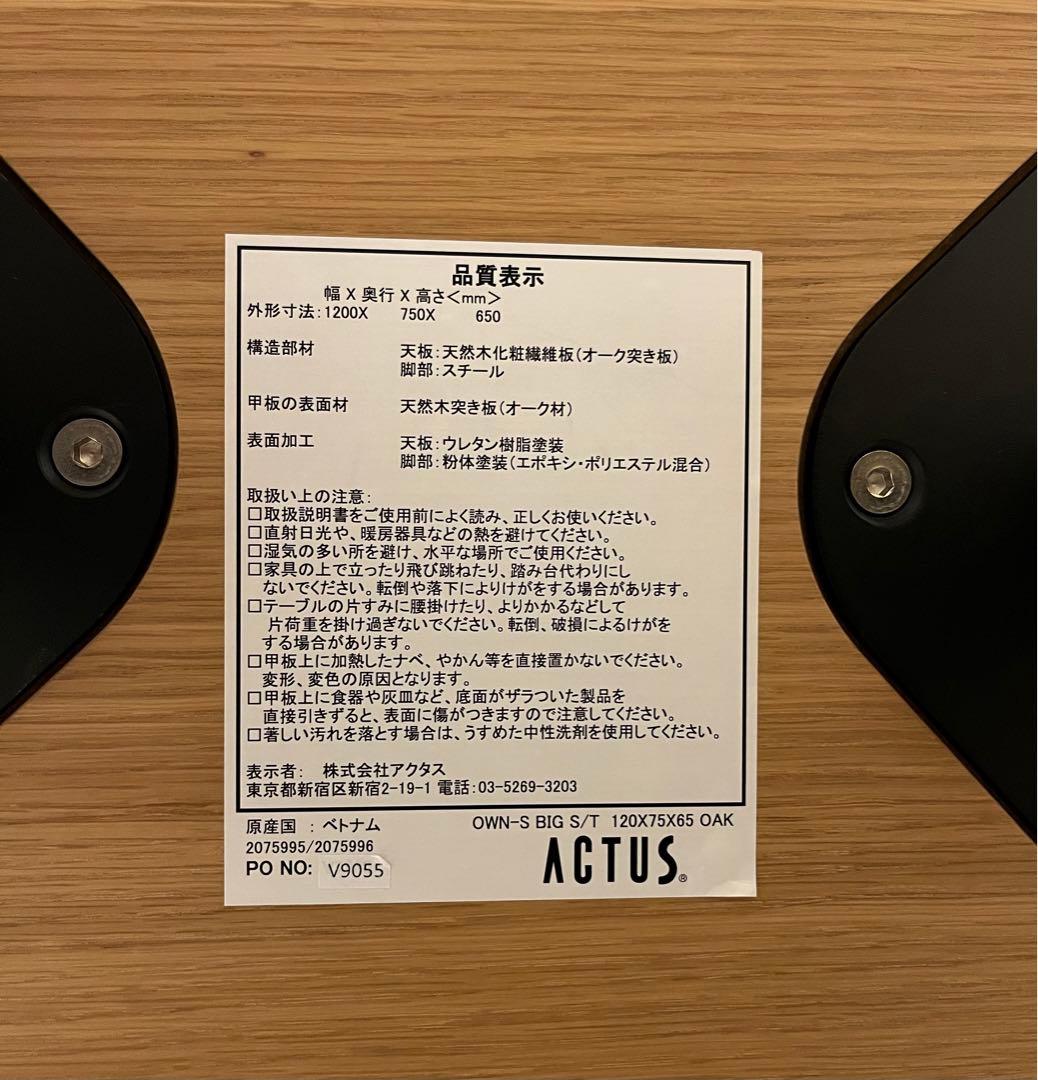 品質表示
幅 X 奥行 X 高さ<mm>
外形寸法:1200X 750X 650
構造部材 天板:天然木化粧繊維板(オーク突き板)
脚部:スチール
甲板の表面材 天然木突き板(オーク材)
表面加工 天板:ウレタン樹脂塗装
脚部:粉体塗装(エポキシ・ポリエステル混合)
取扱い上の注意:
□取扱説明書をご使用前によく読み、正しくお使いください。
□直射日光や、暖房器具などの熱を避けてください。
□湿気の多い所を避け、水平な場所でご使用ください。
□家具の上で立ったり飛び跳ねたり、踏み台代わりにし
ないでください。転倒や落下によりけがをする場合があります。
□テーブルの片すみに腰掛けたり、よりかかるなどして
片荷重を掛け過ぎないでください。転倒、破損によるけがを
する場合があります。
□甲板上に加熱したナベ、やかん等を直接置かないでください。
変形、変色の原因となります。
□甲板上に食器や灰皿など、底面がザラついた製品を
直接引きずると、表面に傷がつきますので注意してください。
□著しい汚れを落とす場合は、うすめた中性洗剤を使用してください。
表示者: 株式会社アクタス
東京都新宿区新宿2-19-1 電話:03-5269-3203
原産国 : ベトナム OWN-S BIG S/T 120X75X65 OAK
2075995/2075996
PO NO: V9055 ACTUS®